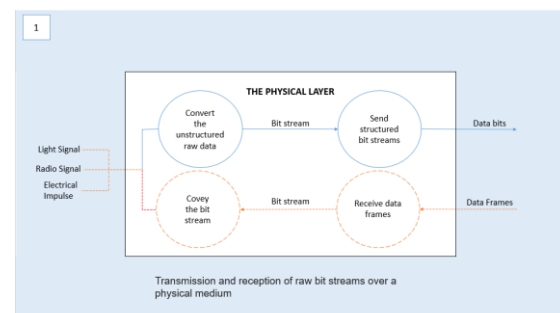 1
THE PHYSICAL LAYER
Convert
the
unstructured
raw data
Bit stream
Send
structured
bit streams
Data bits
Light Signal
Radio Signal
Electrical
Impulse
Covey
the bit
stream
Bit stream
Receive data
frames
Data Frames
Transmission and reception of raw bit streams over a
physical medium